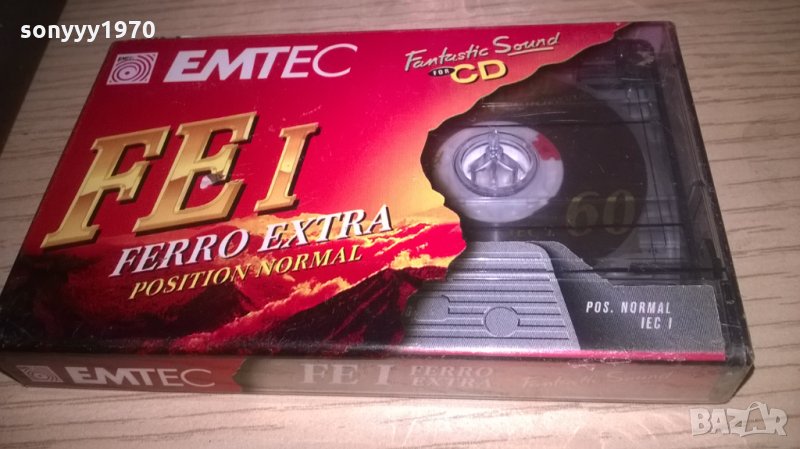 sonyyy1970
EMTEC
Fantastic Sound
FOR CD
FE I
FERRO EXTRA
POSITION NORMAL
60
POS. NORMAL
IEC I
EMTEC FE I FERRO EXTRA Fantastic Sound
BAZAR